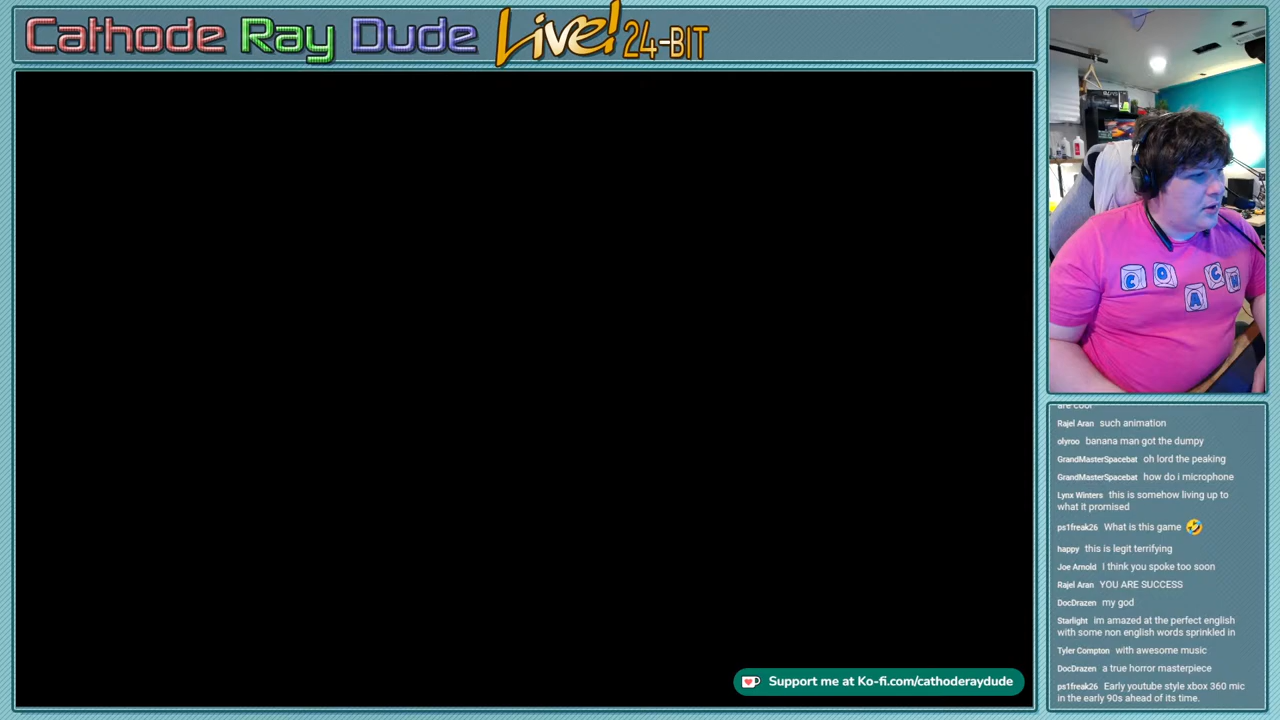 Cathode Ray Dude Live! 24-BIT
COACH
Support me at Ko-fi.com/cathoderaydude
are cool
Rajel Aran such animation
olyroo banana man got the dumpy
GrandMasterSpacebat oh lord the peaking
GrandMasterSpacebat how do i microphone
Lynx Winters this is somehow living up to
what it promised
ps1freak26 What is this game 🤣
happy this is legit terrifying
Joe Arnold I think you spoke too soon
Rajel Aran YOU ARE SUCCESS
DocDrazen my god
Starlight im amazed at the perfect english
with some non english words sprinkled in
Tyler Compton with awesome music
DocDrazen a true horror masterpiece
ps1freak26 Early youtube style xbox 360 mic
in the early 90s ahead of its time.